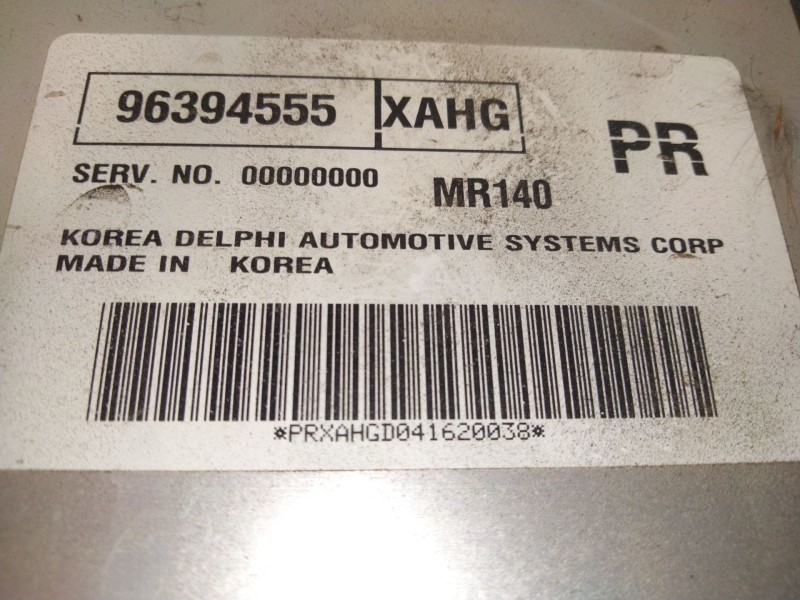 96394555 XAHG
PR
SERV. NO. 00000000 MR140
KOREA DELPHI AUTOMOTIVE SYSTEMS CORP
MADE IN KOREA
*PRXAHGD041620038*